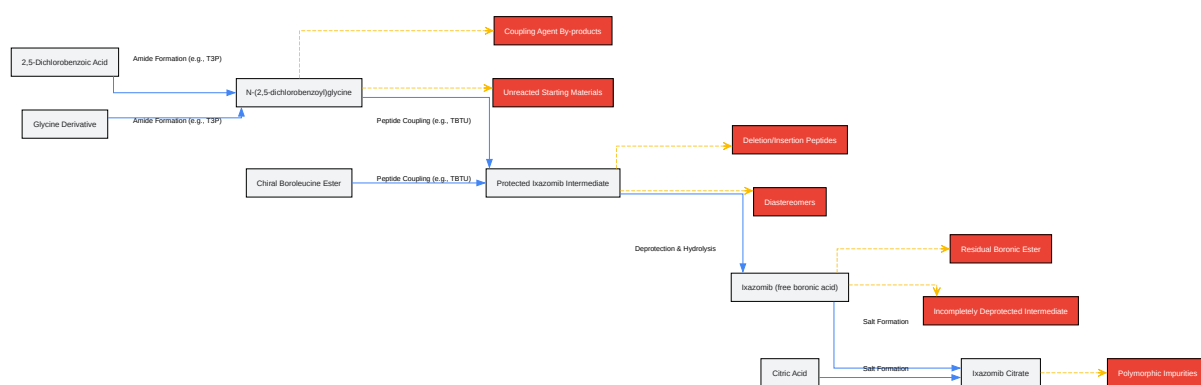 Coupling Agent By-products
2,5-Dichlorobenzoic Acid
Amide Formation (e.g., T3P)
N-(2,5-dichlorobenzoyl)glycine
Unreacted Starting Materials
Glycine Derivative
Amide Formation (e.g., T3P)
Peptide Coupling (e.g., TBTU)
Deletion/Insertion Peptides
Chiral Boroleucine Ester
Peptide Coupling (e.g., TBTU)
Protected Ixazomib Intermediate
Diastereomers
Deprotection & Hydrolysis
Residual Boronic Ester
Ixazomib (free boronic acid)
Incompletely Deprotected Intermediate
Salt Formation
Citric Acid
Salt Formation
Ixazomib Citrate
Polymorphic Impurities